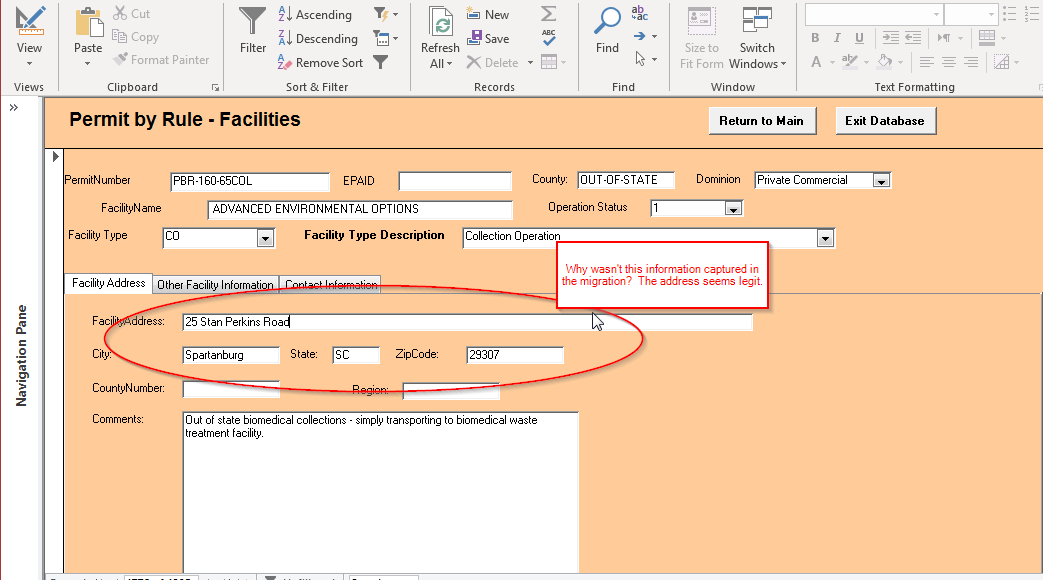 View
Views
Paste
Cut
Copy
Format Painter
Clipboard
Filter
Ascending
Descending
Remove Sort
Sort & Filter
Refresh
All
New
Save
Delete
ABC
Records
Find
ab
ac
Find
Size to
Fit Form
Switch
Windows
Window
B I U
A
ab
Text Formatting
»
Navigation Pane
Permit by Rule - Facilities
Return to Main
Exit Database
PermitNumber PBR-160-65COL EPAID County: OUT-OF-STATE Dominion Private Commercial
FacilityName ADVANCED ENVIRONMENTAL OPTIONS Operation Status 1
Facility Type CO Facility Type Description Collection Operation
Why wasn't this information captured in
the migration? The address seems legit.
Facility Address Other Facility Information Contact Information
FacilityAddress: 25 Stan Perkins Road
City: Spartanburg State: SC ZipCode: 29307
CountyNumber: Region:
Comments: Out of state biomedical collections - simply transporting to biomedical waste
treatment facility.